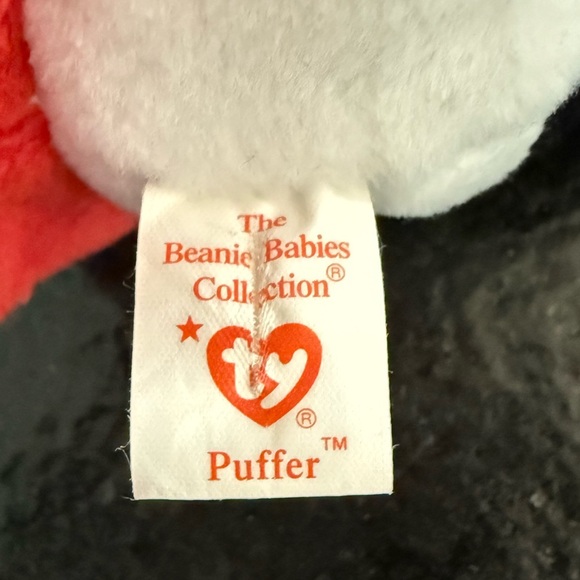 The
Beanie Babies
Collection®
ty®
Puffer™